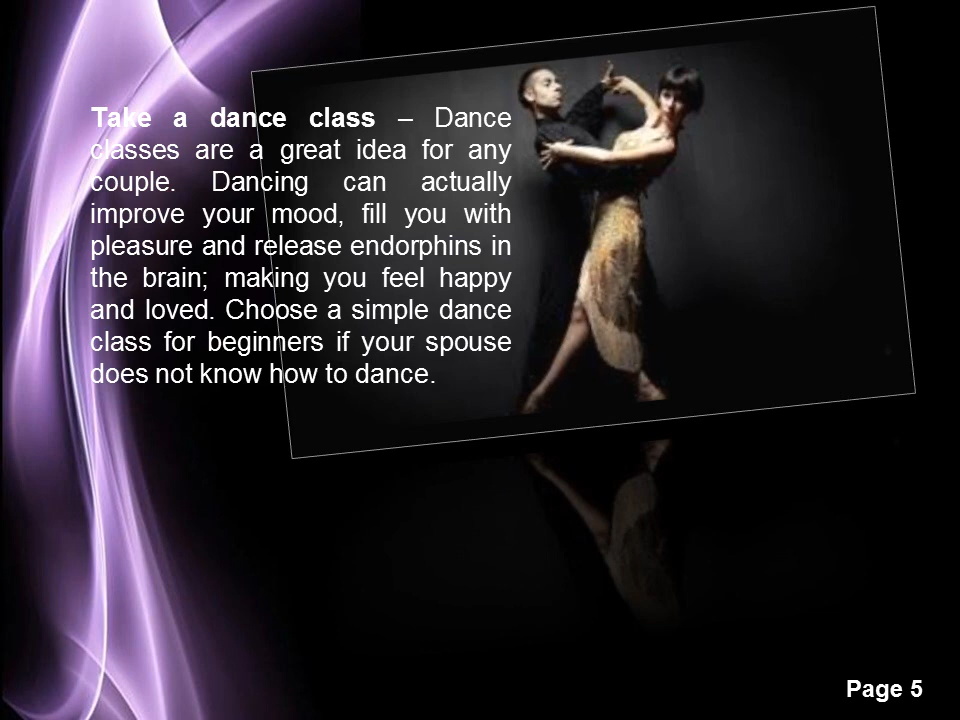 Take a dance class – Dance
classes are a great idea for any
couple. Dancing can actually
improve your mood, fill you with
pleasure and release endorphins in
the brain; making you feel happy
and loved. Choose a simple dance
class for beginners if your spouse
does not know how to dance.
Page 5